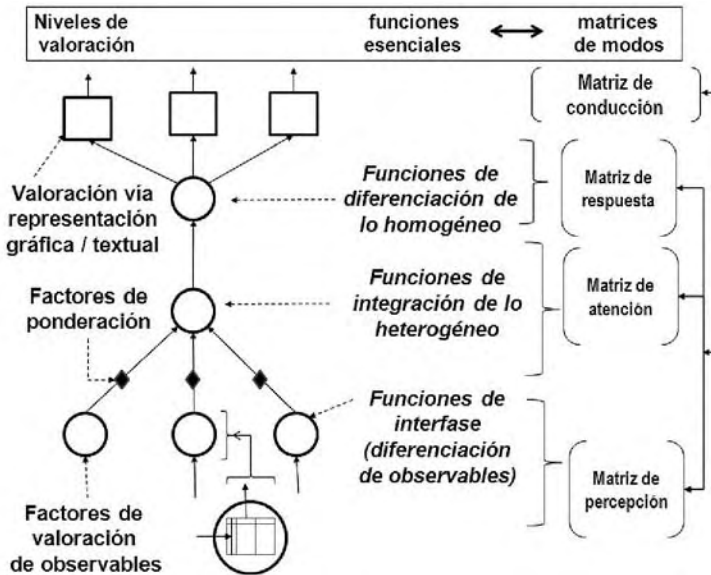 Niveles de
valoración
funciones
esenciales
matrices
de modos
Matriz de
conducción
Valoración vía
representación
gráfica / textual
Funciones de
diferenciación de
lo homogéneo
Matriz de
respuesta
Factores de
ponderación
Funciones de
integración de lo
heterogéneo
Matriz de
atención
Funciones de
interfase
(diferenciación
de observables)
Matriz de
percepción
Factores de
valoración
de observables